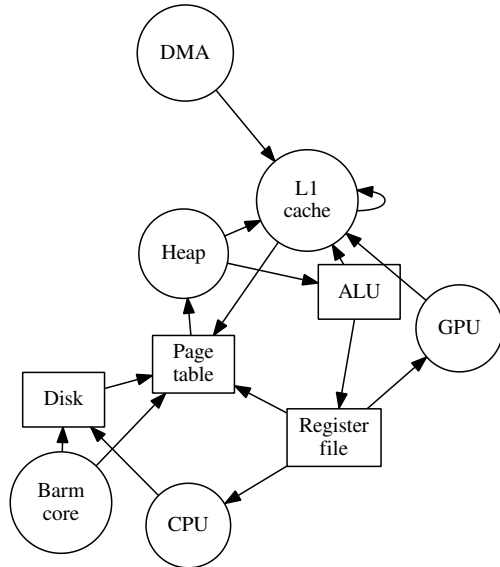 DMA
L1
cache
Heap
ALU
GPU
Page
table
Disk
Register
file
Barm
core
CPU